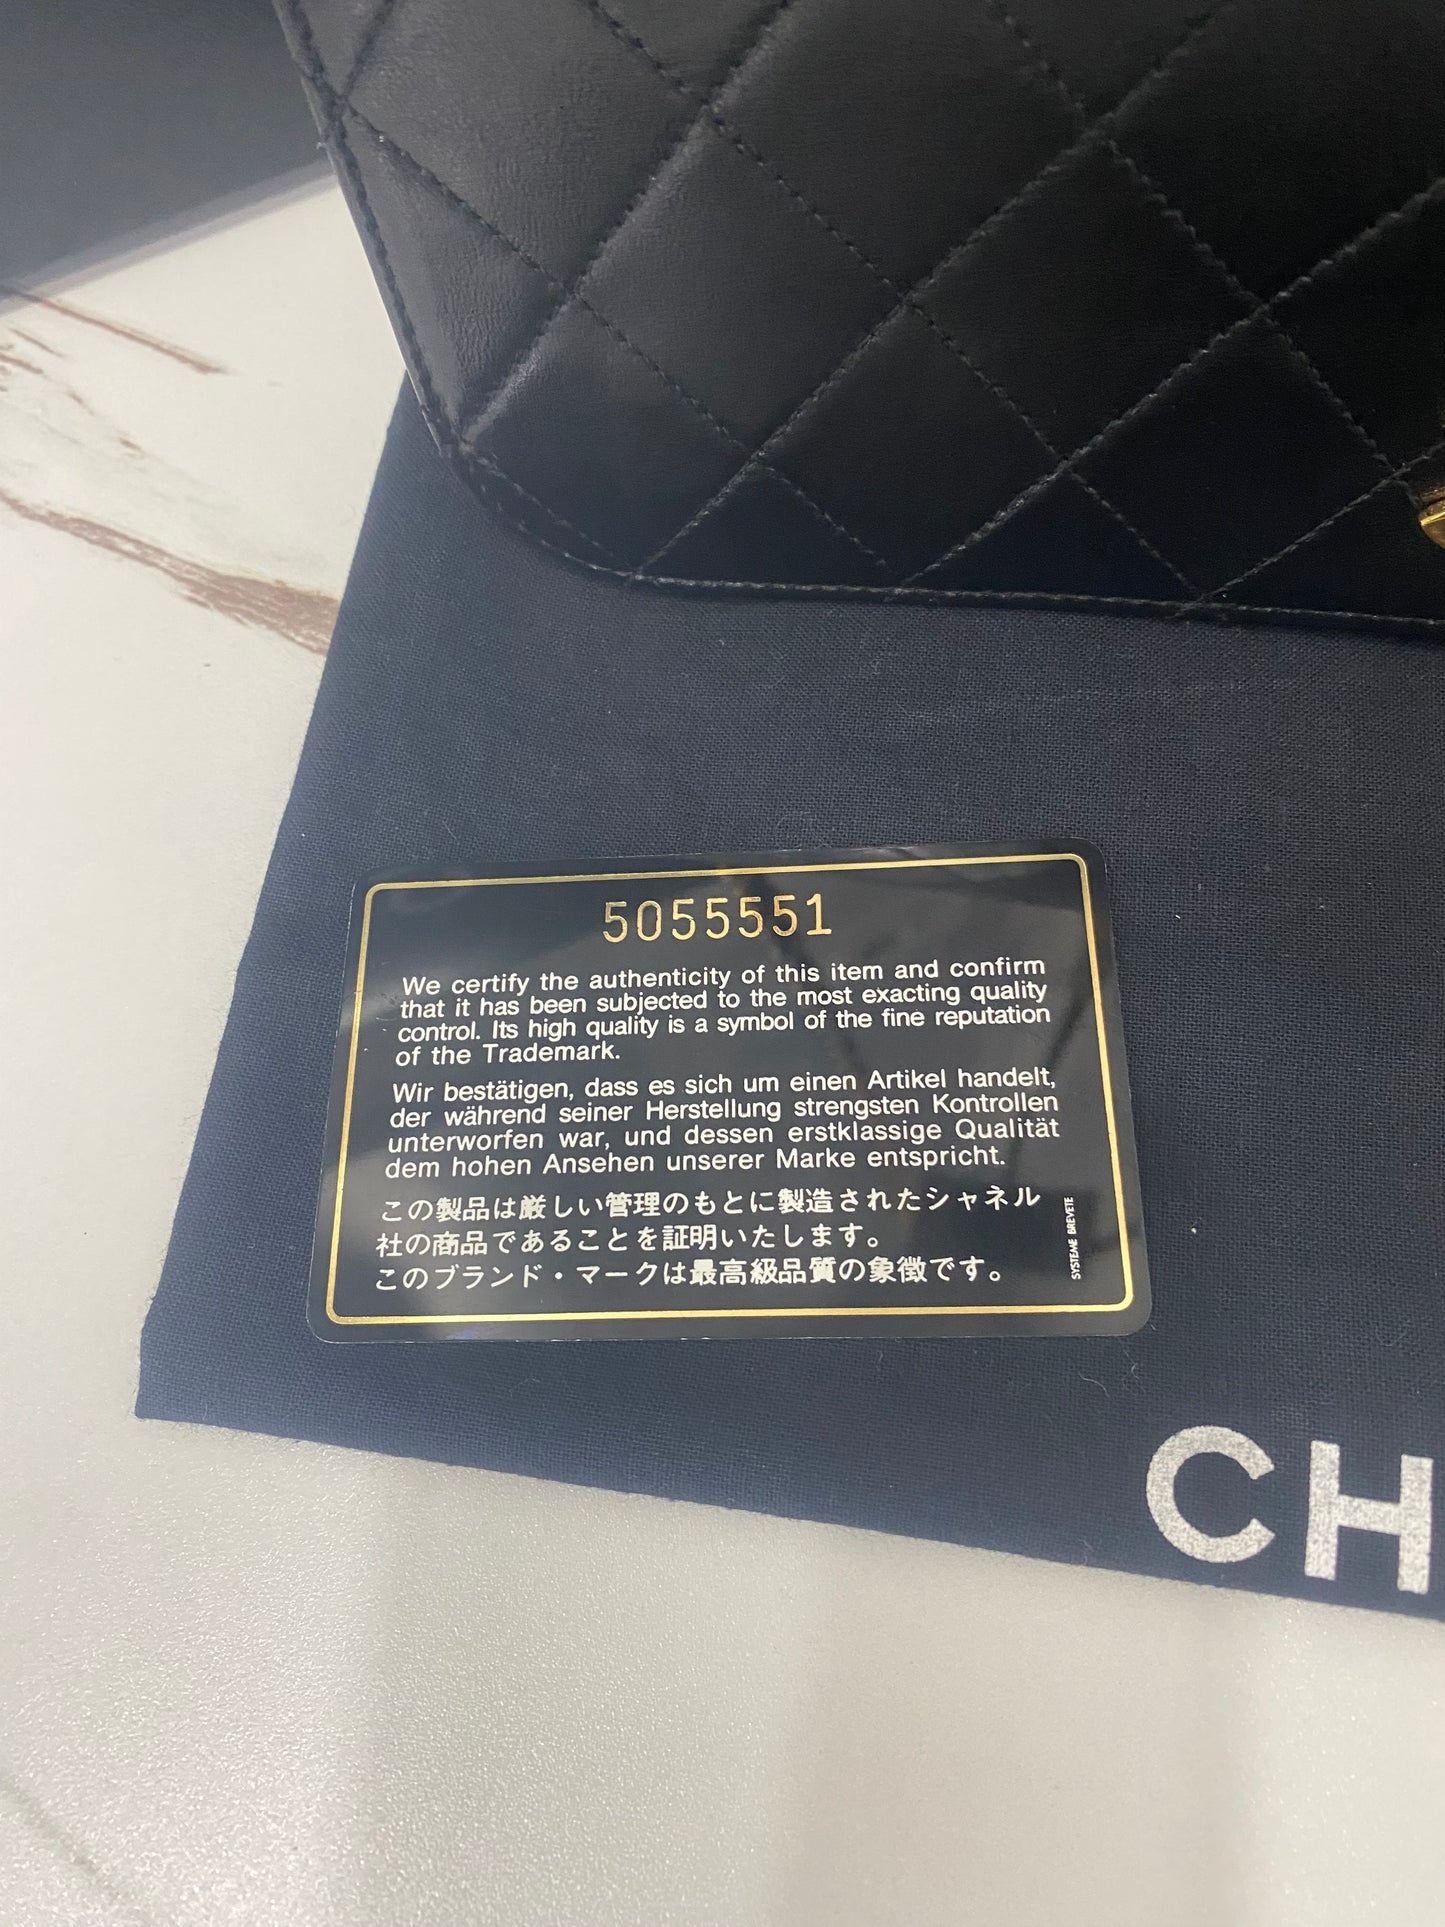 5055551
We certify the authenticity of this item and confirm
that it has been subjected to the most exacting quality
control. Its high quality is a symbol of the fine reputation
of the Trademark.
Wir bestätigen, dass es sich um einen Artikel handelt,
der während seiner Herstellung strengsten Kontrollen
unterworfen war, und dessen erstklassige Qualität
dem hohen Ansehen unserer Marke entspricht.
この製品は厳しい管理のもとに製造されたシャネル
社の商品であることを証明いたします。
このブランド・マークは最高級品質の象徴です。
SYSTEME BREVETE
CH